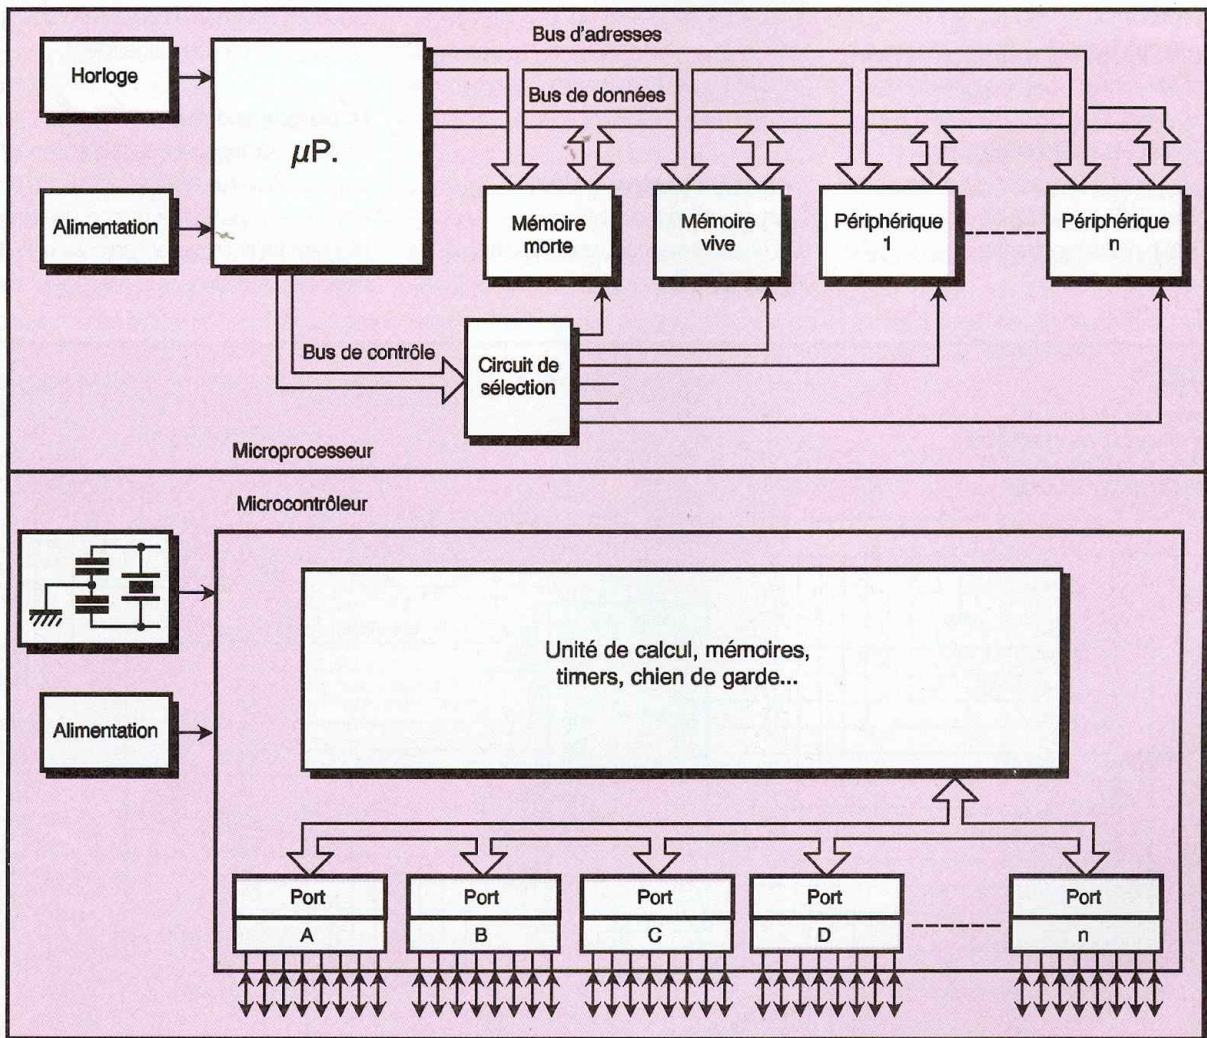 Bus d'adresses
Horloge
Bus de données
µP.
Alimentation
Mémoire
morte
Mémoire
vive
Périphérique
1
Périphérique
n
Bus de contrôle
Circuit de
sélection
Microprocesseur
Microcontrôleur
Unité de calcul, mémoires,
timers, chien de garde...
Alimentation
Port
A
Port
B
Port
C
Port
D
Port
n